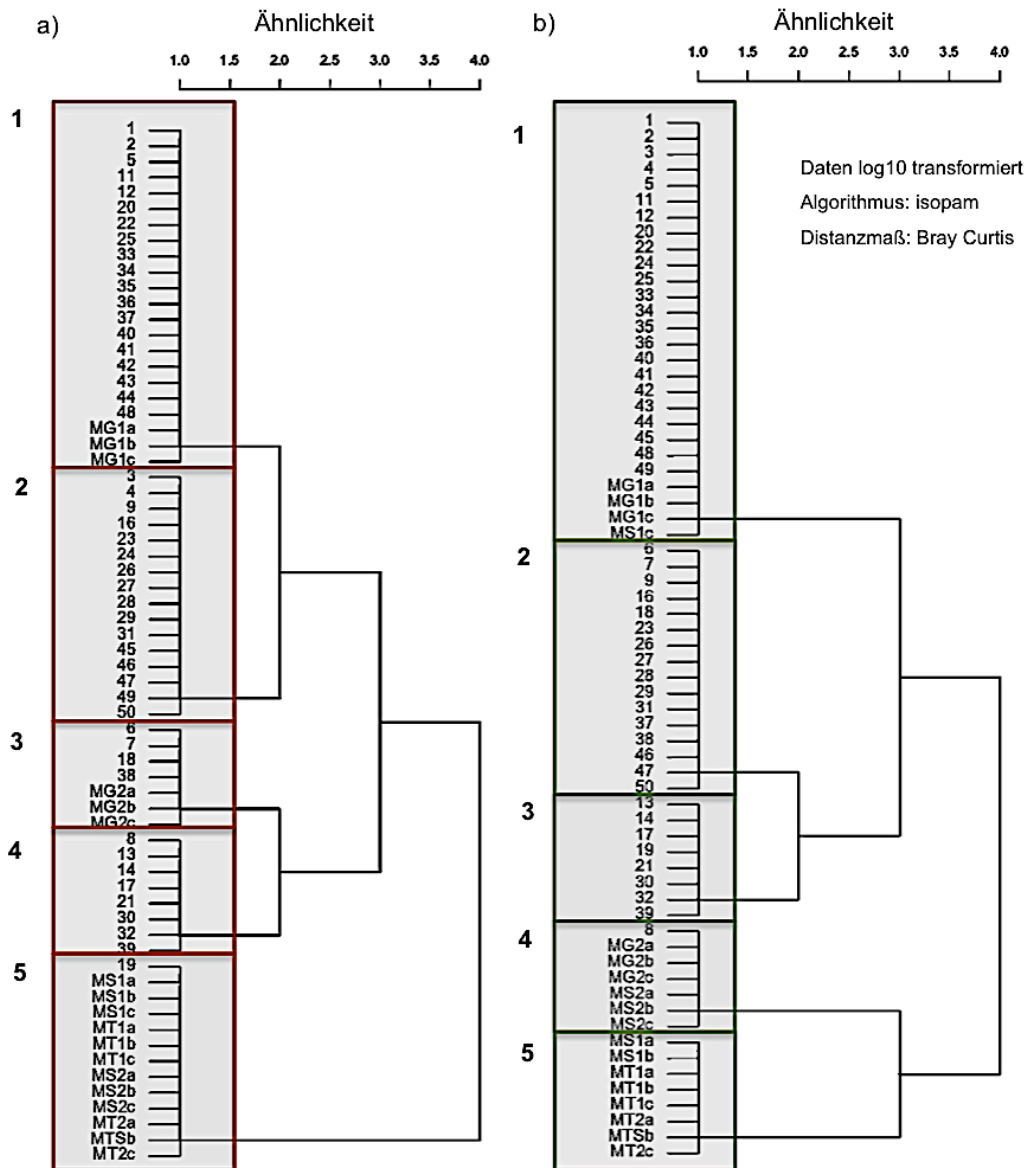 a)
Ähnlichkeit
1.0 1.5 2.0 2.5 3.0 3.5 4.0
1
1
2
5
11
12
20
22
25
33
34
35
36
37
40
41
42
43
44
48
MG1a
MG1b
MG1c
2
3
4
9
16
23
24
26
27
28
29
31
45
46
47
49
50
3
6
7
18
38
MG2a
MG2b
MG2c
4
8
13
14
17
21
30
32
39
5
19
MS1a
MS1b
MS1c
MT1a
MT1b
MT1c
MS2a
MS2b
MS2c
MT2a
MTSb
MT2c
b)
Ähnlichkeit
1.0 1.5 2.0 2.5 3.0 3.5 4.0
Daten log10 transformiert
Algorithmus: isopam
Distanzmaß: Bray Curtis
1
1
2
3
4
5
11
12
20
22
24
25
33
34
35
36
40
41
42
43
44
45
48
49
MG1a
MG1b
MG1c
MS1c
2
6
7
9
16
18
23
26
27
28
29
31
37
38
46
47
50
3
13
14
17
19
21
30
32
39
4
8
MG2a
MG2b
MG2c
MS2a
MS2b
MS2c
5
MS1a
MS1b
MT1a
MT1b
MT1c
MT2a
MTSb
MT2c